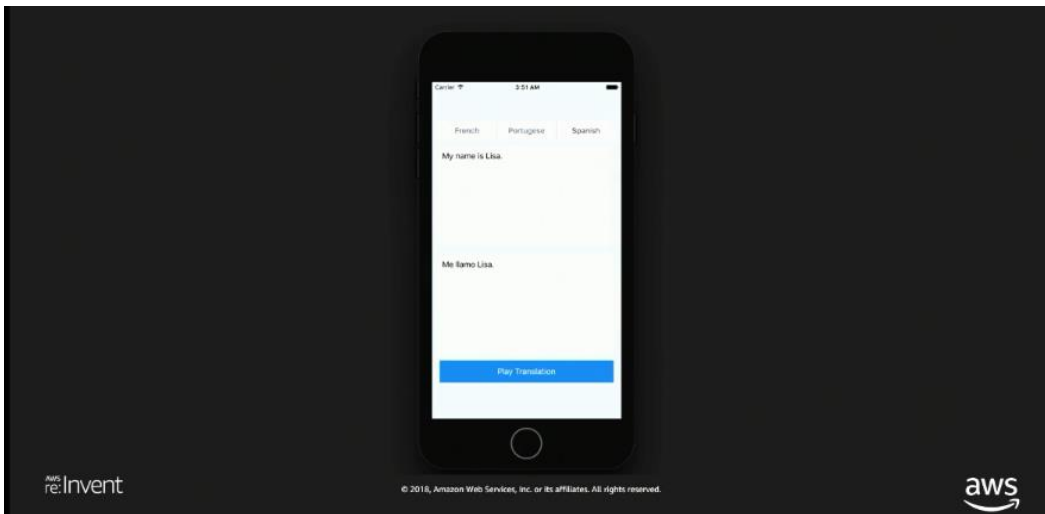 Carrier 3:51 AM
French Portugese Spanish
My name is Lisa.
Me llamo Lisa.
Play Translation
AWS
re:Invent
© 2018, Amazon Web Services, Inc. or its affiliates. All rights reserved.
aws